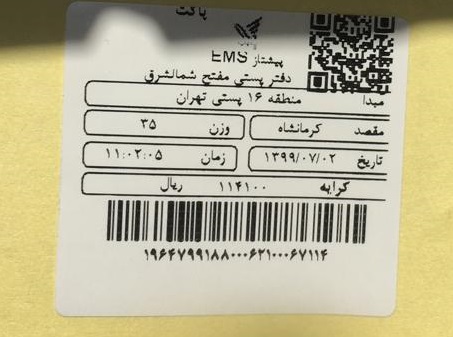 پاکت
پیشتاز EMS
دفتر پستی مفتح شمالشرق
مبدا منطقه ۱۶ پستی تهران
مقصد کرمانشاه وزن ۳۵
تاریخ ۱۳۹۹/۰۷/۰۲ زمان ۱۱:۰۲:۰۵
کرایه ۱۱۴۱۰۰ ریال
۱۹۶۴۷۹۹۱۸۸۰۰۰۶۲۱۰۰۰۶۷۱۱۴